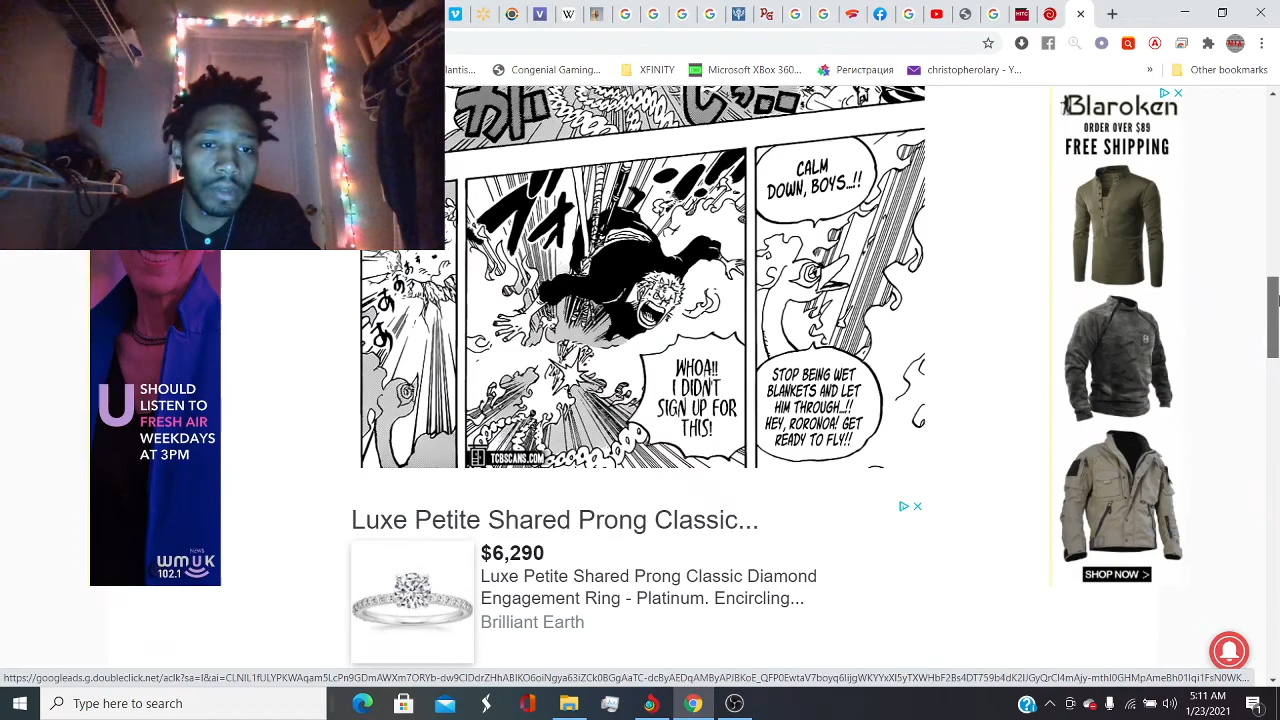 lantis...
Congenial Gaming...
XFINITY
Microsoft XBox 360...
Регистрация
christopherolary - Y...
»
Other bookmarks
CALM
DOWN, BOYS...!!
WHOA!!
I DIDN'T
SIGN UP FOR
THIS!
STOP BEING WET
BLANKETS AND LET
HIM THROUGH...!!
HEY, RORONOA! GET
READY TO FLY!!
TCBSCANS.COM
U SHOULD
LISTEN TO
FRESH AIR
WEEKDAYS
AT 3PM
NEWS
wmuk
102.1
Blaroken
ORDER OVER $89
FREE SHIPPING
SHOP NOW >
Luxe Petite Shared Prong Classic...
$6,290
Luxe Petite Shared Prong Classic Diamond
Engagement Ring - Platinum. Encircling...
Brilliant Earth
Type here to search
5:11 AM
1/23/2021